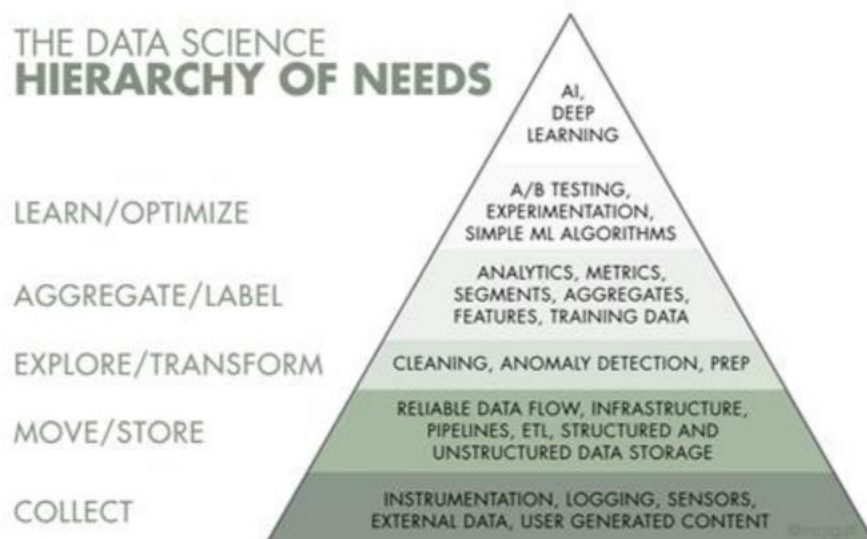 THE DATA SCIENCE
HIERARCHY OF NEEDS
AI,
DEEP
LEARNING
LEARN/OPTIMIZE
A/B TESTING,
EXPERIMENTATION,
SIMPLE ML ALGORITHMS
AGGREGATE/LABEL
ANALYTICS, METRICS,
SEGMENTS, AGGREGATES,
FEATURES, TRAINING DATA
EXPLORE/TRANSFORM
CLEANING, ANOMALY DETECTION, PREP
MOVE/STORE
RELIABLE DATA FLOW, INFRASTRUCTURE,
PIPELINES, ETL, STRUCTURED AND
UNSTRUCTURED DATA STORAGE
COLLECT
INSTRUMENTATION, LOGGING, SENSORS,
EXTERNAL DATA, USER GENERATED CONTENT